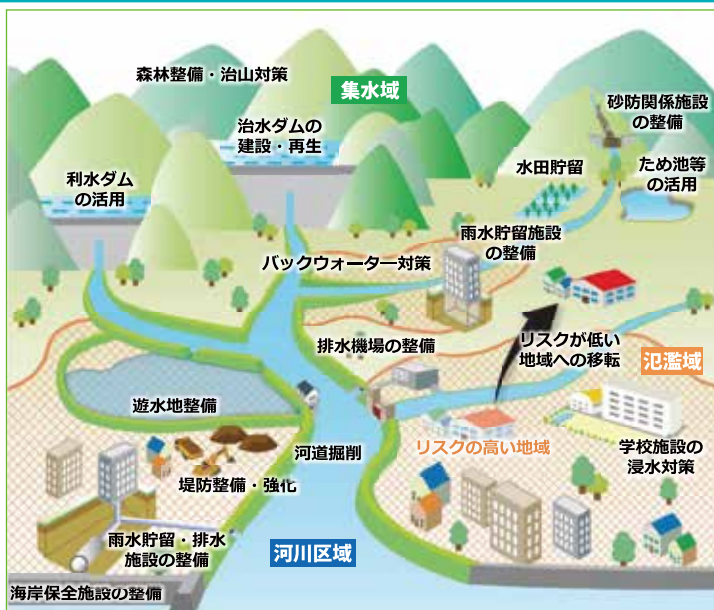 森林整備・治山対策
集水域
砂防関係施設
の整備
治水ダムの
建設・再生
水田貯留
ため池等
の活用
利水ダム
の活用
雨水貯留施設
の整備
バックウォーター対策
排水機場の整備
リスクが低い
地域への移転
氾濫域
遊水地整備
リスクの高い地域
学校施設の
浸水対策
河道掘削
堤防整備・強化
雨水貯留・排水
施設の整備
河川区域
海岸保全施設の整備